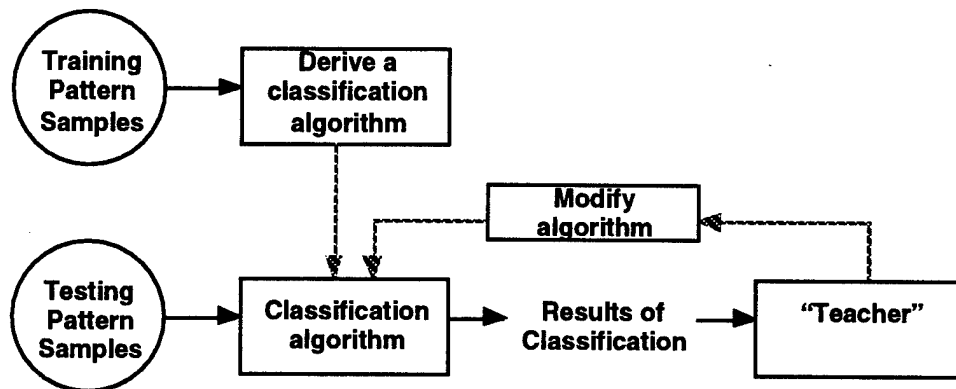 Training
Pattern
Samples
Derive a
classification
algorithm
Modify
algorithm
Testing
Pattern
Samples
Classification
algorithm
Results of
Classification
“Teacher”